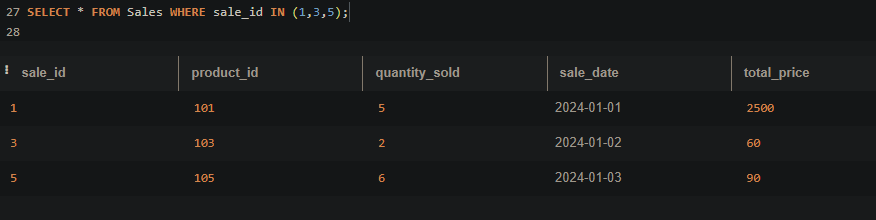 27 SELECT * FROM Sales WHERE sale_id IN (1,3,5);
28
sale_id product_id quantity_sold sale_date total_price
1 101 5 2024-01-01 2500
3 103 2 2024-01-02 60
5 105 6 2024-01-03 90